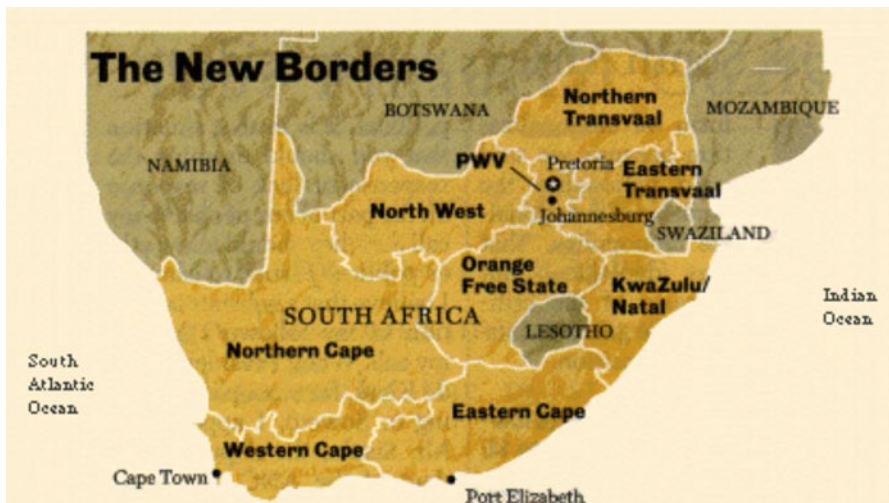 The New Borders
BOTSWANA
Northern
Transvaal
MOZAMBIQUE
NAMIBIA
PWV
Pretoria
Eastern
Transvaal
North West
Johannesburg
SWAZILAND
Orange
Free State
KwaZulu/
Natal
Indian
Ocean
SOUTH AFRICA
LESOTHO
Northern Cape
South
Atlantic
Ocean
Eastern Cape
Western Cape
Cape Town
Port Elizabeth